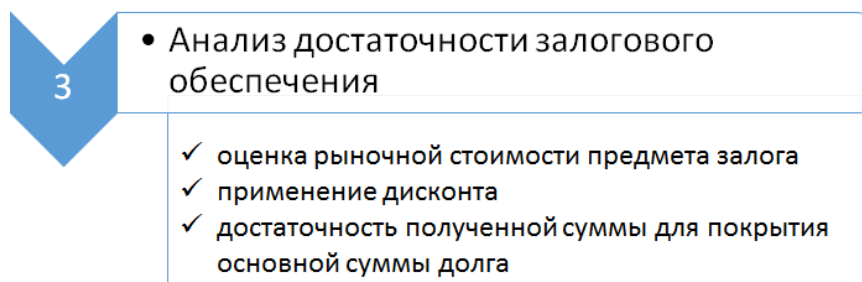 3
• Анализ достаточности залогового
обеспечения
✓ оценка рыночной стоимости предмета залога
✓ применение дисконта
✓ достаточность полученной суммы для покрытия
основной суммы долга